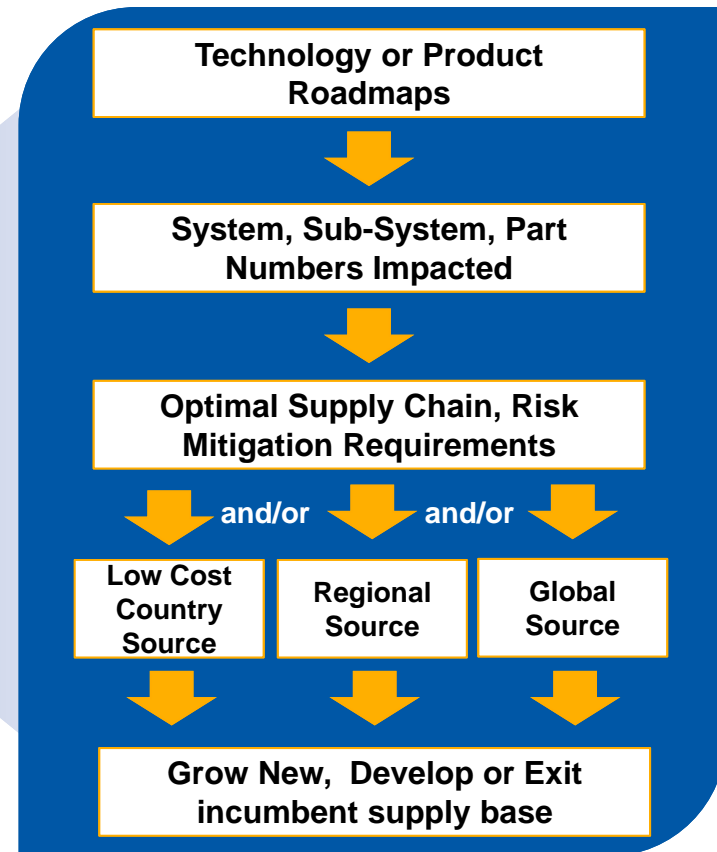 Technology or Product
Roadmaps
System, Sub-System, Part
Numbers Impacted
Optimal Supply Chain, Risk
Mitigation Requirements
and/or and/or
Low Cost
Country
Source
Regional
Source
Global
Source
Grow New, Develop or Exit
incumbent supply base